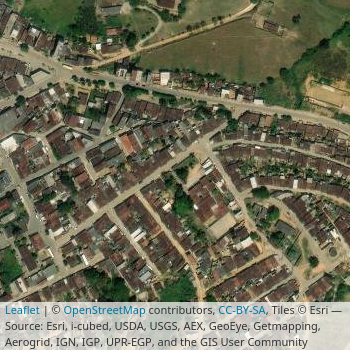 Leaflet | © OpenStreetMap contributors, CC-BY-SA, Tiles © Esri —
Source: Esri, i-cubed, USDA, USGS, AEX, GeoEye, Getmapping,
Aerogrid, IGN, IGP, UPR-EGP, and the GIS User Community